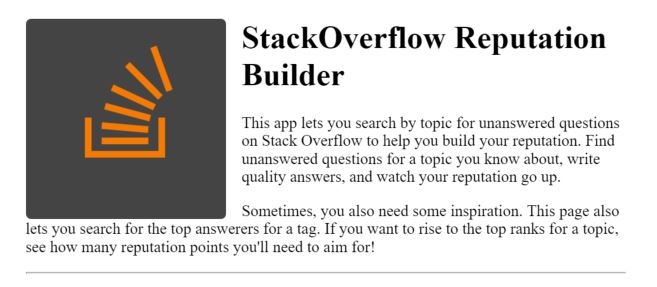 StackOverflow Reputation
Builder
This app lets you search by topic for unanswered questions
on Stack Overflow to help you build your reputation. Find
unanswered questions for a topic you know about, write
quality answers, and watch your reputation go up.
Sometimes, you also need some inspiration. This page also
lets you search for the top answerers for a tag. If you want to rise to the top ranks for a topic,
see how many reputation points you'll need to aim for!